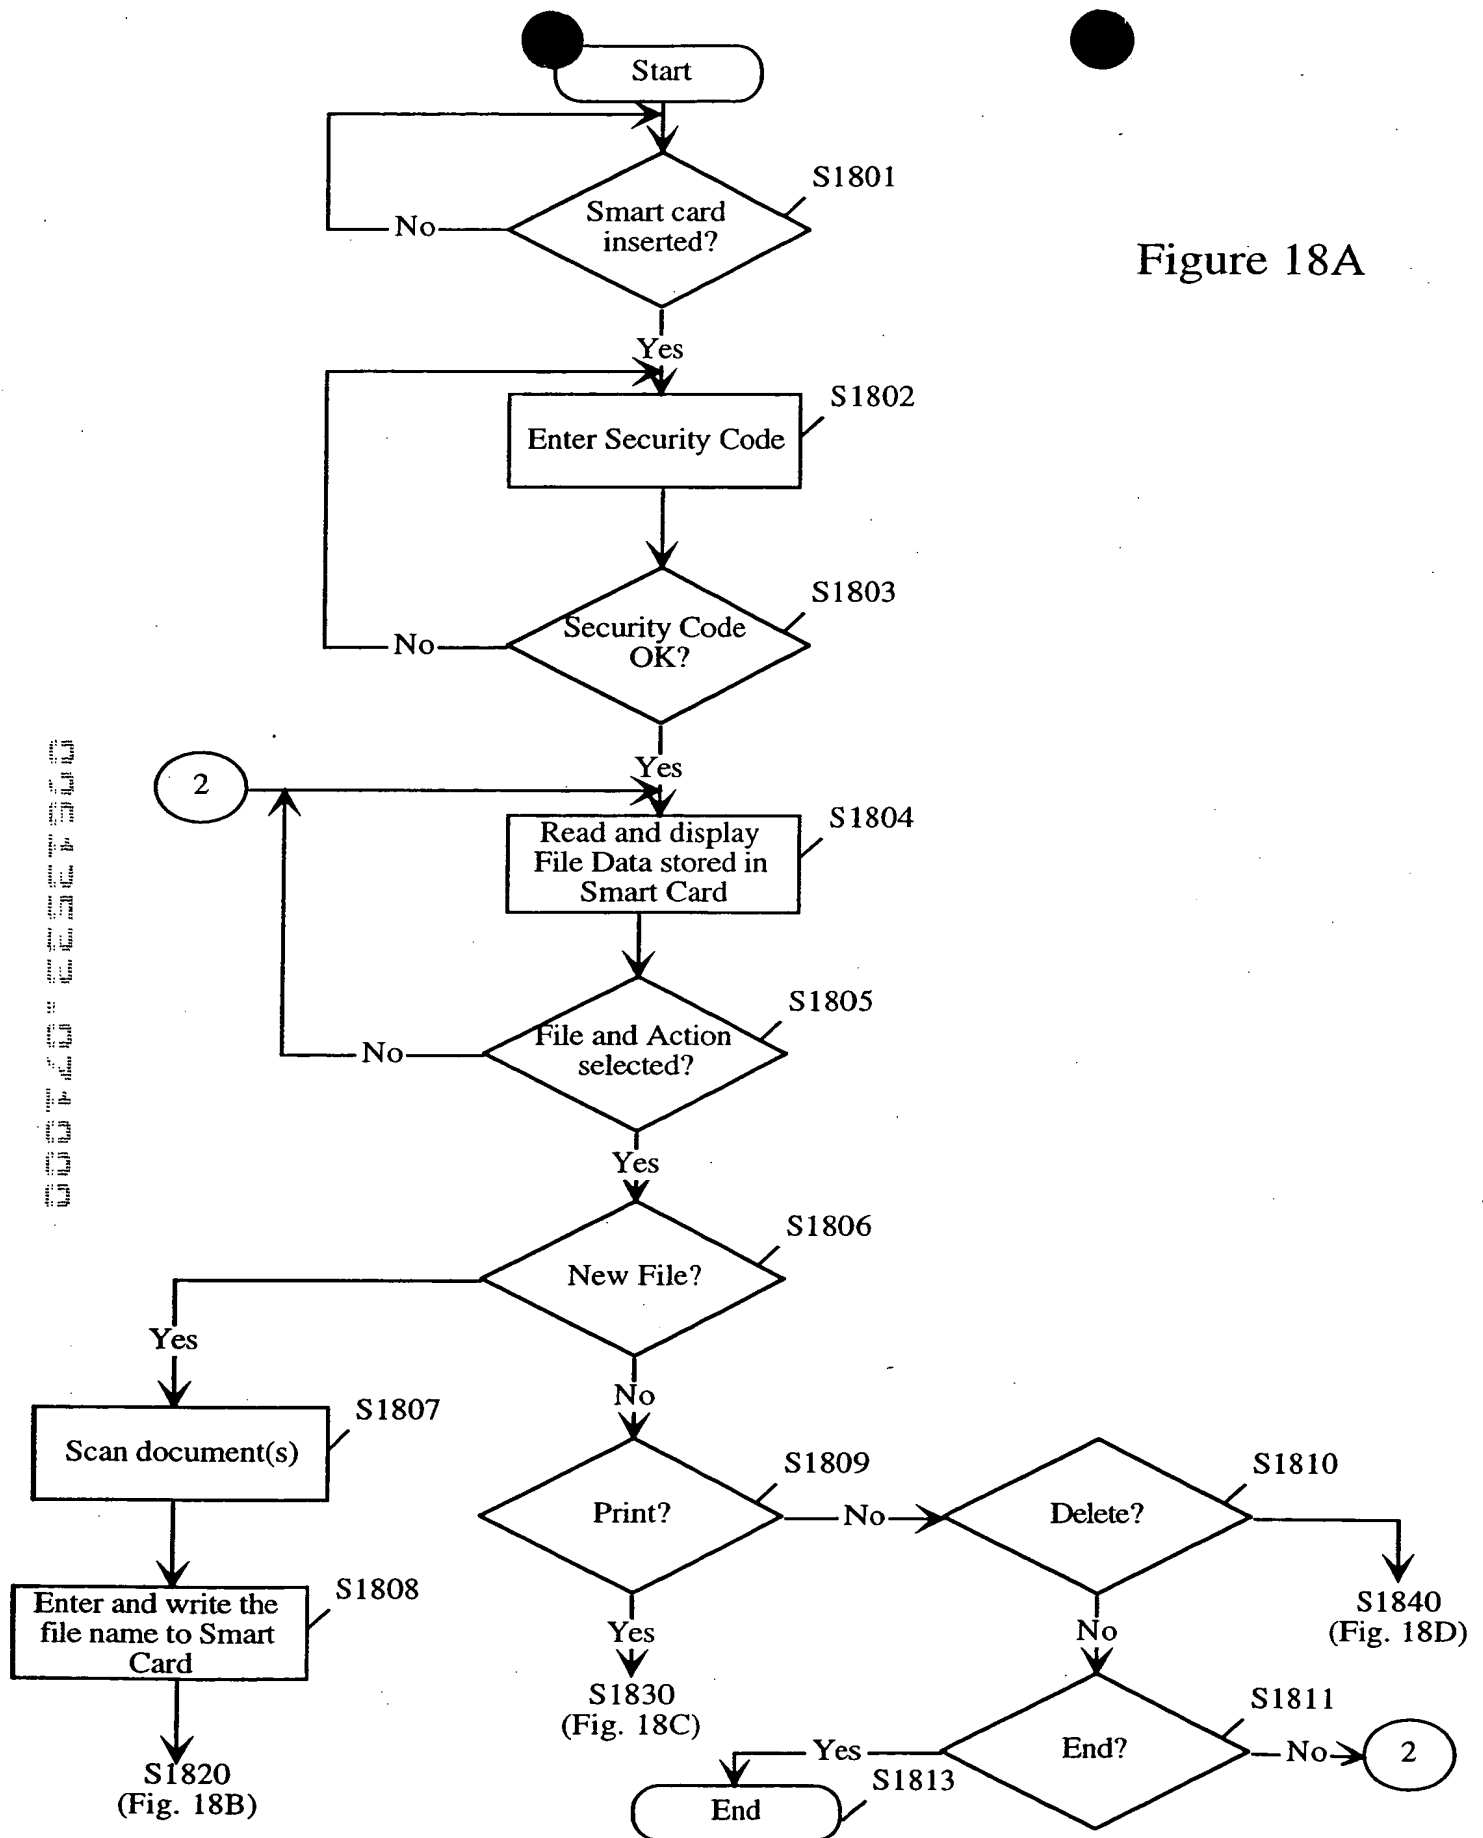 Start
S1801
Smart card
inserted?
No
Figure 18A
Yes
S1802
Enter Security Code
S1803
Security Code
OK?
No
Yes
2
S1804
Read and display
File Data stored in
Smart Card
S1805
File and Action
selected?
No
Yes
S1806
New File?
Yes
No
S1807
Scan document(s)
S1809
Print?
No
S1810
Delete?
S1808
Enter and write the
file name to Smart
Card
Yes
No
S1840
(Fig. 18D)
S1830
(Fig. 18C)
S1811
End?
Yes
No
2
S1820
(Fig. 18B)
S1813
End